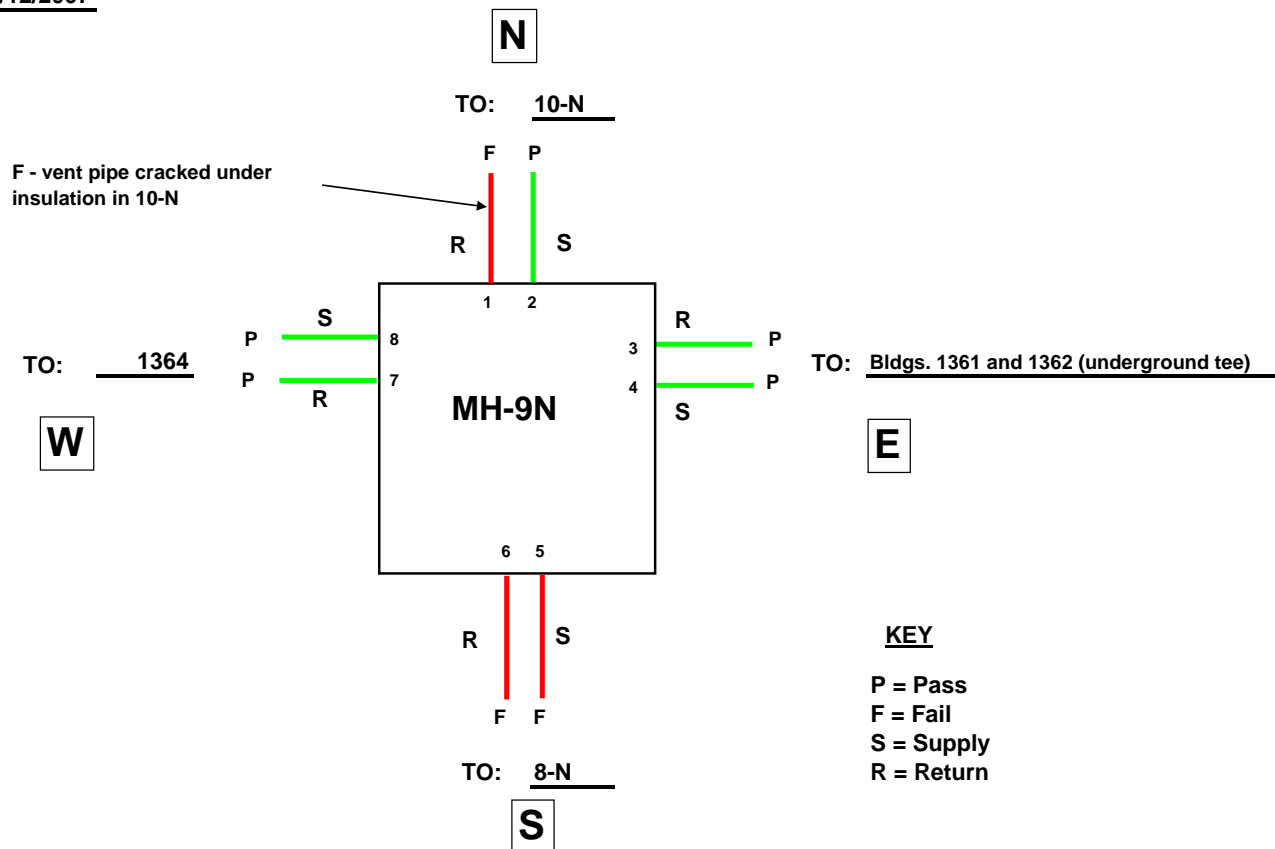 N
TO: 10-N
F P
F - vent pipe cracked under
insulation in 10-N
R S
1 2
S
P 8
R
3 P
TO: 1364
P 7
R
4 P
S
TO: Bldgs. 1361 and 1362 (underground tee)
MH-9N
W
E
6 5
R S
F F
TO: 8-N
S
KEY
P = Pass
F = Fail
S = Supply
R = Return